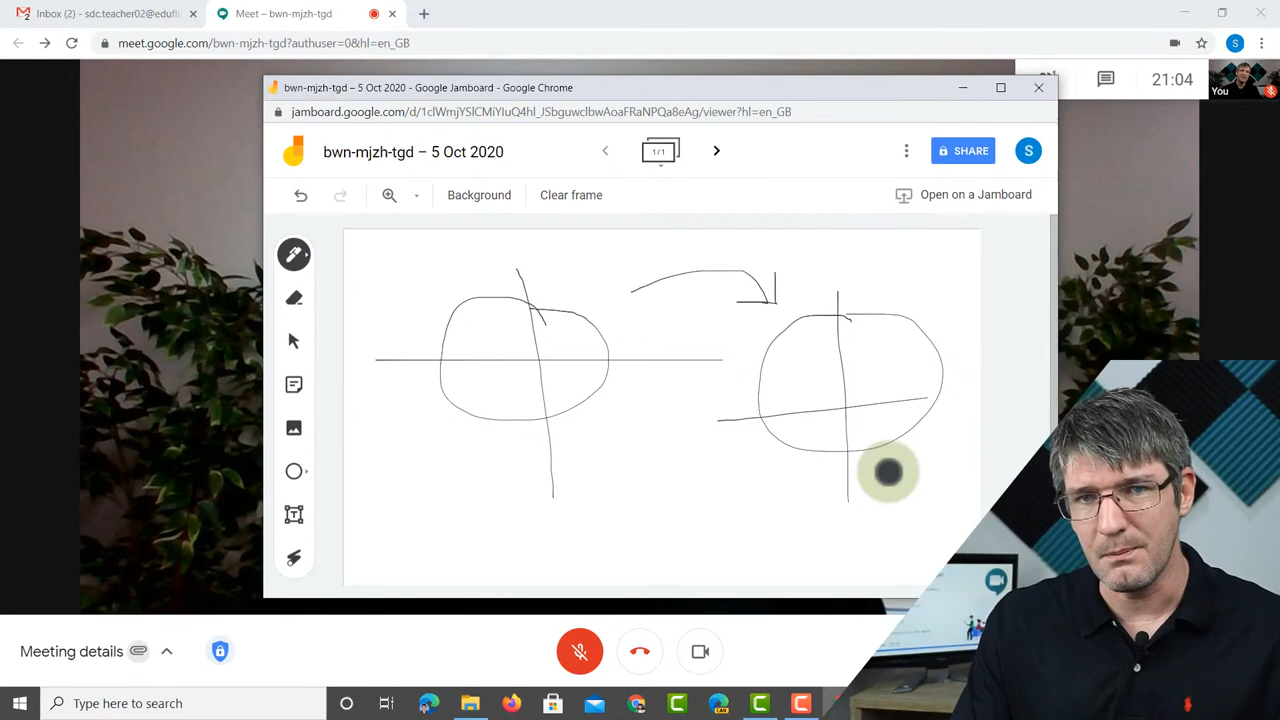 Inbox (2) – sdc.teacher02@edufli
Meet – bwn-mjzh-tgd
meet.google.com/bwn-mjzh-tgd?authuser=0&hl=en_GB
S
21:04
You
bwn-mjzh-tgd – 5 Oct 2020 - Google Jamboard - Google Chrome
jamboard.google.com/d/1clWmjYSlCMiYluQ4hl_JSbguwclbwAoaFRaNPQa8eAg/viewer?hl=en_GB
bwn-mjzh-tgd – 5 Oct 2020
1/1
SHARE
S
Background
Clear frame
Open on a Jamboard
Meeting details
Type here to search